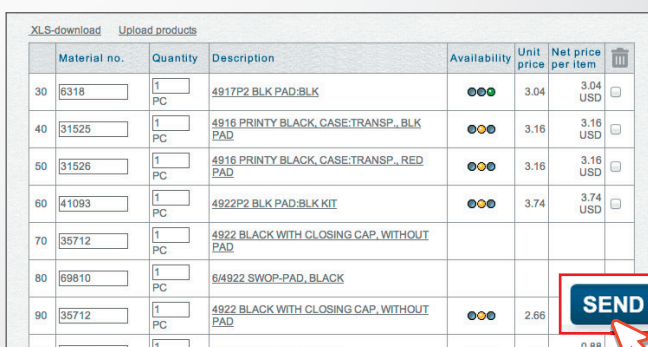 XLS-download Upload products
Material no. Quantity Description Availability Unit price Net price per item
30 6318 1 PC 4917P2 BLK PAD:BLK 3.04 3.04 USD
40 31525 1 PC 4916 PRINTY BLACK, CASE:TRANSP., BLK PAD 3.16 3.16 USD
50 31526 1 PC 4916 PRINTY BLACK, CASE:TRANSP., RED PAD 3.16 3.16 USD
60 41093 1 PC 4922P2 BLK PAD:BLK KIT 3.74 3.74 USD
70 35712 1 PC 4922 BLACK WITH CLOSING CAP, WITHOUT PAD
80 69810 1 PC 6/4922 SWOP-PAD, BLACK
90 35712 1 PC 4922 BLACK WITH CLOSING CAP, WITHOUT PAD 2.66
SEND
1 0.88